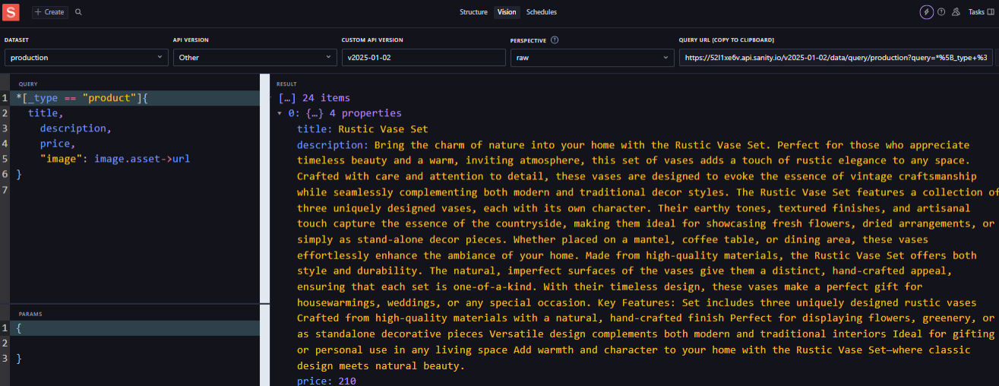 S
Create
Structure
Vision
Schedules
Tasks
DATASET
API VERSION
CUSTOM API VERSION
PERSPECTIVE
QUERY URL [COPY TO CLIPBOARD]
production
Other
v2025-01-02
raw
https://52l1xe6v.api.sanity.io/v2025-01-02/data/query/production?query=*%5B_type+%3
QUERY
1 *[_type == "product"]{
2 title,
3 description,
4 price,
5 "image": image.asset->url
6 }
7
PARAMS
1 {
2
3 }
RESULT
[…] 24 items
0: {…} 4 properties
title: Rustic Vase Set
description: Bring the charm of nature into your home with the Rustic Vase Set. Perfect for those who appreciate
timeless beauty and a warm, inviting atmosphere, this set of vases adds a touch of rustic elegance to any space.
Crafted with care and attention to detail, these vases are designed to evoke the essence of vintage craftsmanship
while seamlessly complementing both modern and traditional decor styles. The Rustic Vase Set features a collection of
three uniquely designed vases, each with its own character. Their earthy tones, textured finishes, and artisanal
touch capture the essence of the countryside, making them ideal for showcasing fresh flowers, dried arrangements, or
simply as stand-alone decor pieces. Whether placed on a mantel, coffee table, or dining area, these vases
effortlessly enhance the ambiance of your home. Made from high-quality materials, the Rustic Vase Set offers both
style and durability. The natural, imperfect surfaces of the vases give them a distinct, hand-crafted appeal,
ensuring that each set is one-of-a-kind. With their timeless design, these vases make a perfect gift for
housewarmings, weddings, or any special occasion. Key Features: Set includes three uniquely designed rustic vases
Crafted from high-quality materials with a natural, hand-crafted finish Perfect for displaying flowers, greenery, or
as standalone decorative pieces Versatile design complements both modern and traditional interiors Ideal for gifting
or personal use in any living space Add warmth and character to your home with the Rustic Vase Set—where classic
design meets natural beauty.
price: 210